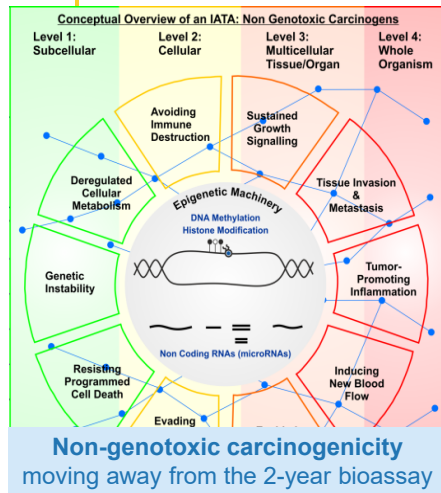 Conceptual Overview of an IATA: Non Genotoxic Carcinogens
Level 1:
Subcellular
Level 2:
Cellular
Level 3:
Multicellular
Tissue/Organ
Level 4:
Whole
Organism
Avoiding
Immune
Destruction
Sustained
Growth
Signalling
Deregulated
Cellular
Metabolism
Tissue Invasion
&
Metastasis
Epigenetic Machinery
DNA Methylation
Histone Modification
Genetic
Instability
Tumor-
Promoting
Inflammation
Non Coding RNAs (microRNAs)
Resisting
Programmed
Cell Death
Inducing
New Blood
Flow
Evading
Non-genotoxic carcinogenicity
moving away from the 2-year bioassay